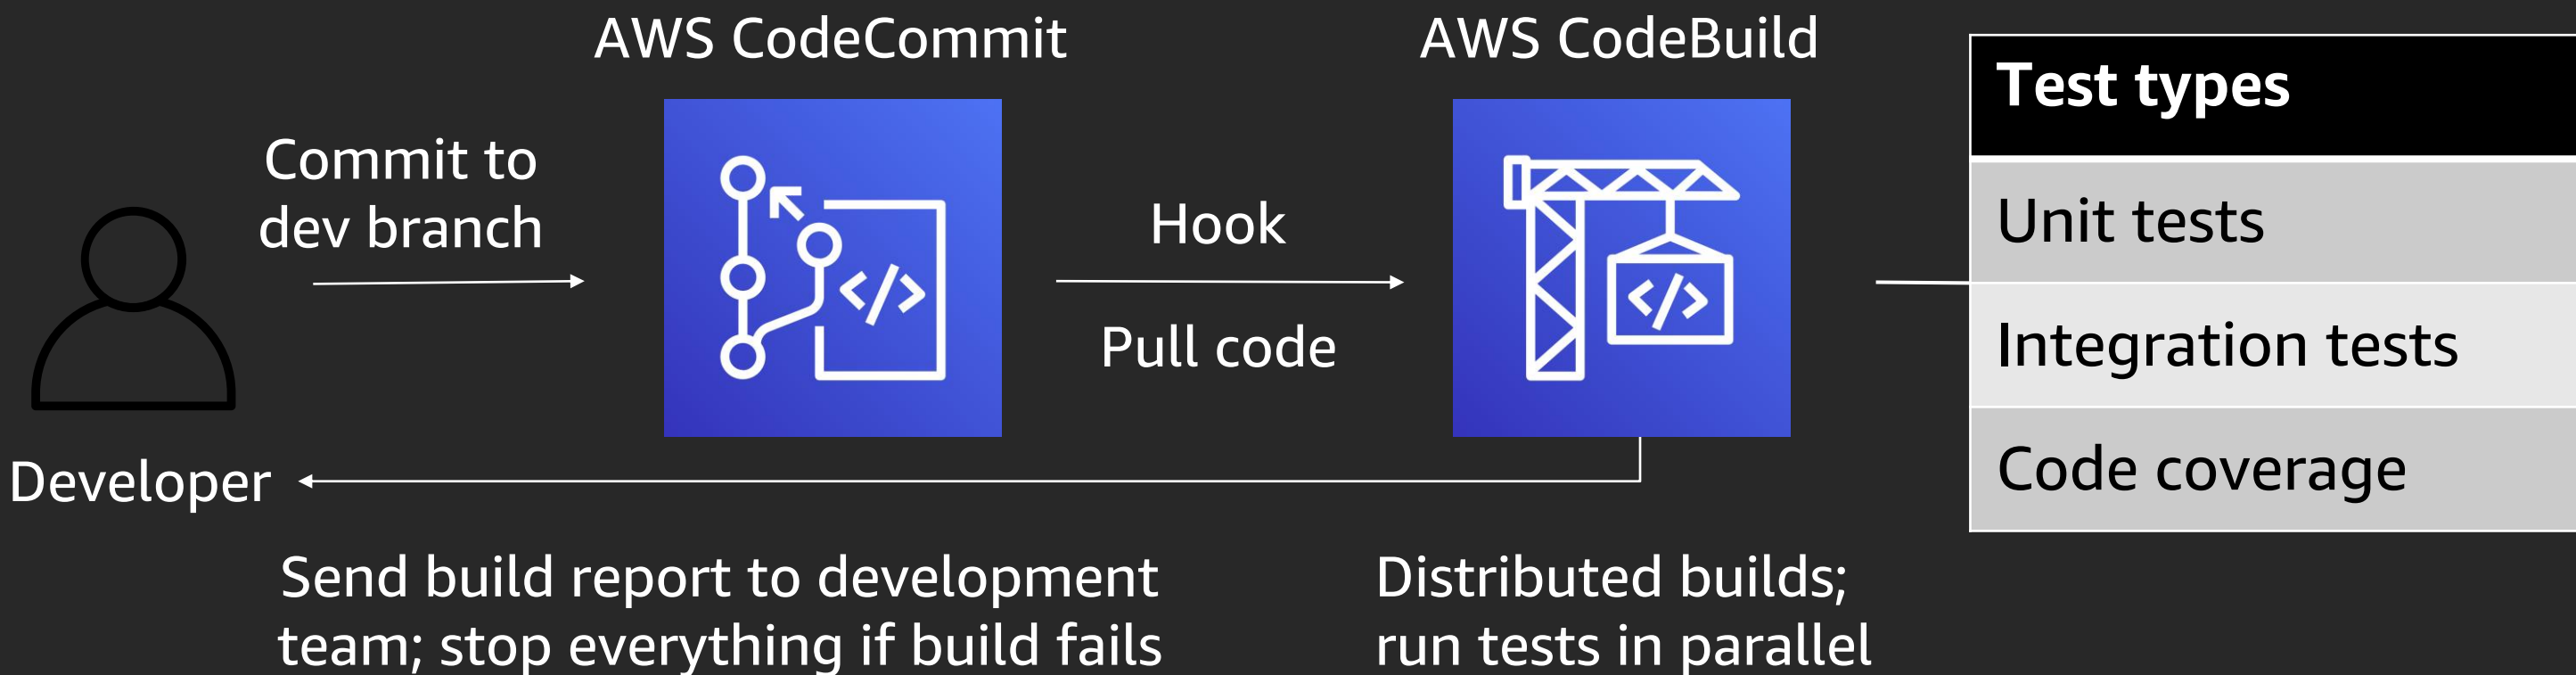 AWS CodeCommit
AWS CodeBuild
Commit to
dev branch
Hook
Pull code
</>
</>
Developer
Send build report to development
team; stop everything if build fails
Distributed builds;
run tests in parallel
Test types
Unit tests
Integration tests
Code coverage